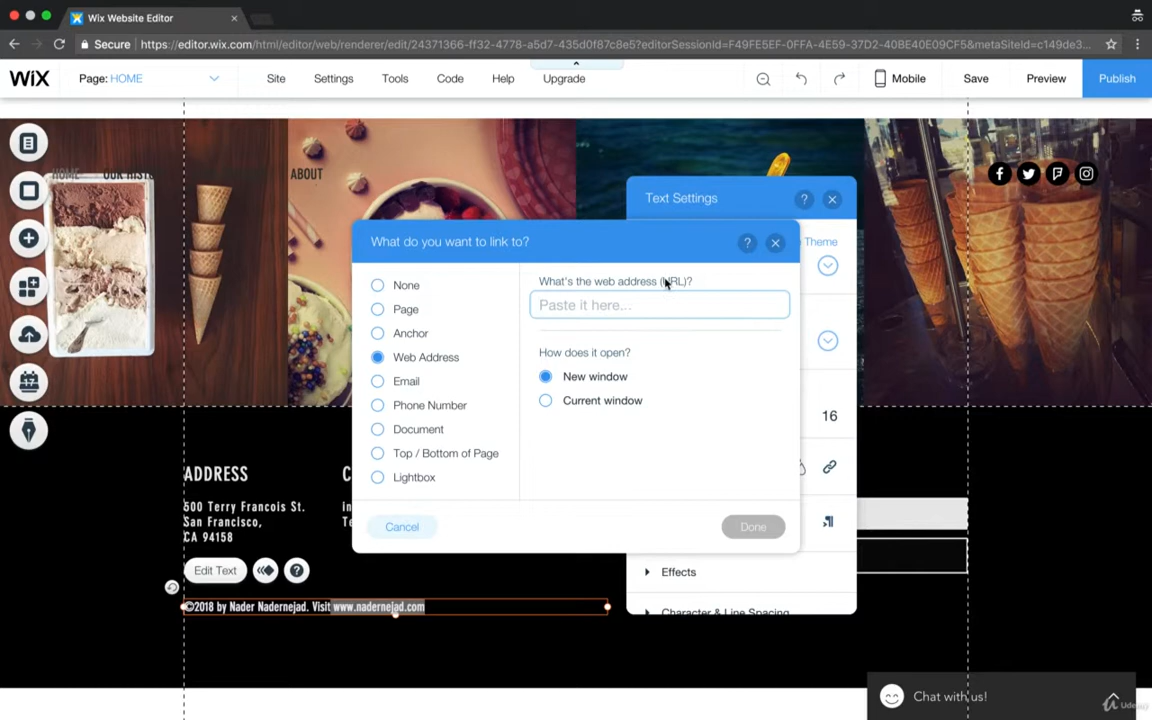 Wix Website Editor
Secure https://editor.wix.com/html/editor/web/renderer/edit/24371366-ff32-4778-a5d7-435d0f87c8e5?editorSessionId=F49FE5EF-0FFA-4E59-37D2-40BE40E09CF5&metaSiteId=c149de3...
WiX Page: HOME Site Settings Tools Code Help Upgrade Mobile Save Preview Publish
HOME ABOUT
Text Settings ?
What do you want to link to? ?
Theme
None
Page
Anchor
Web Address
Email
Phone Number
Document
Top / Bottom of Page
Lightbox
What's the web address (URL)?
Paste it here...
How does it open?
New window
Current window
16
17
Cancel Done
ADDRESS
500 Terry Francois St.
San Francisco,
CA 94158
Edit Text ?
Effects
©2018 by Nader Nadernejad. Visit www.nadernejad.com
Character & Line Spacing
Chat with us!
Udemy